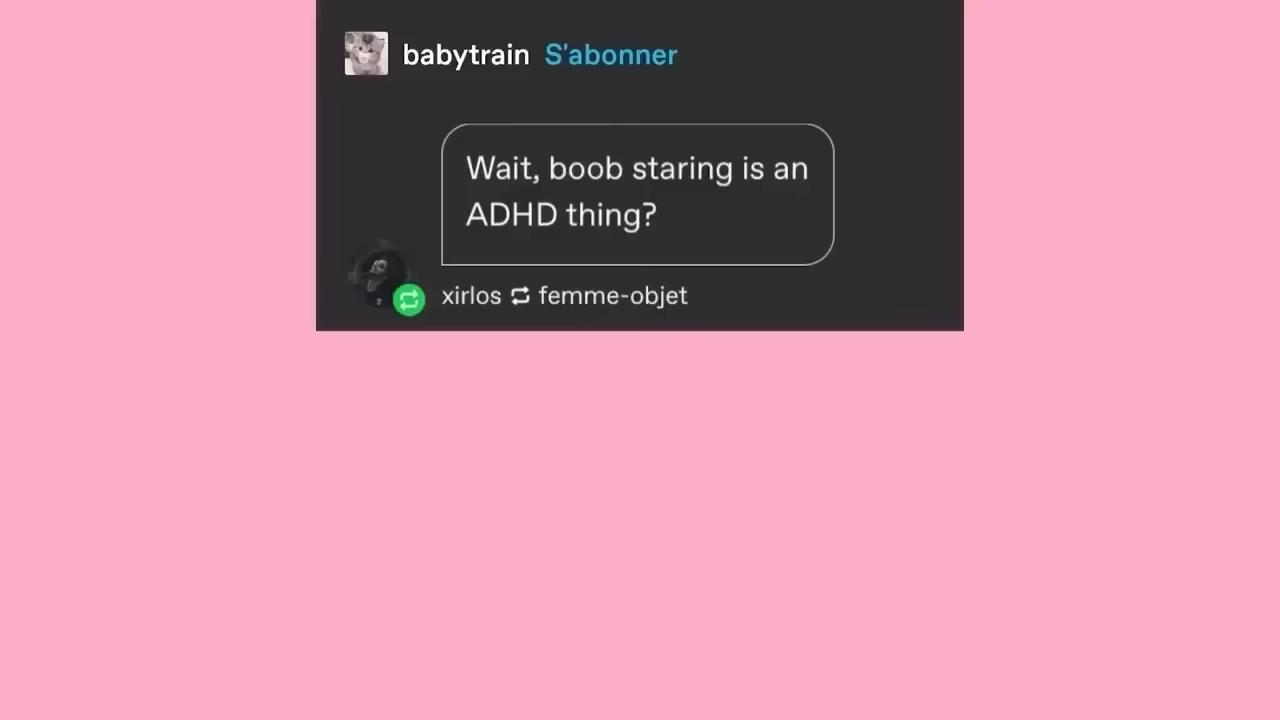 babytrain S'abonner
Wait, boob staring is an
ADHD thing?
xirlos femme-objet